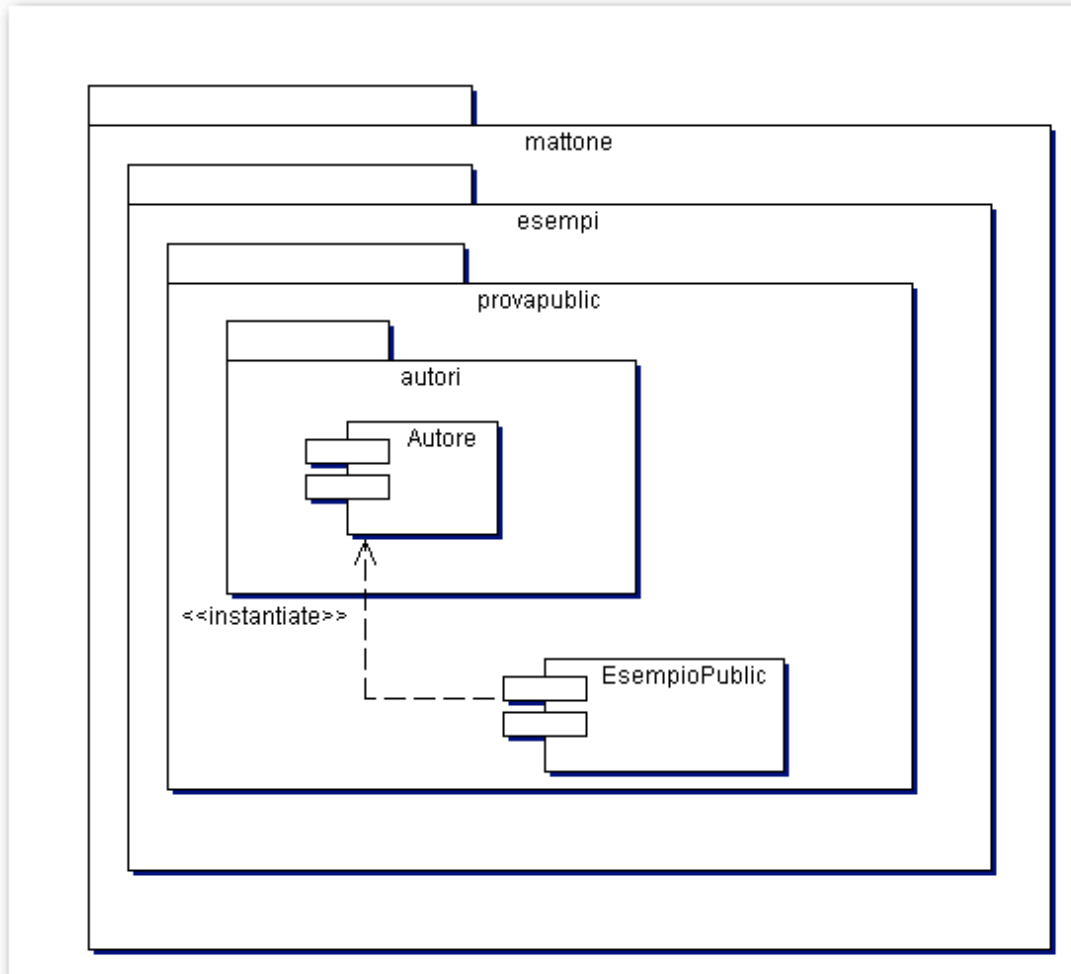 mattone
esempi
provapublic
autori
Autore
<<instantiate>>
EsempioPublic